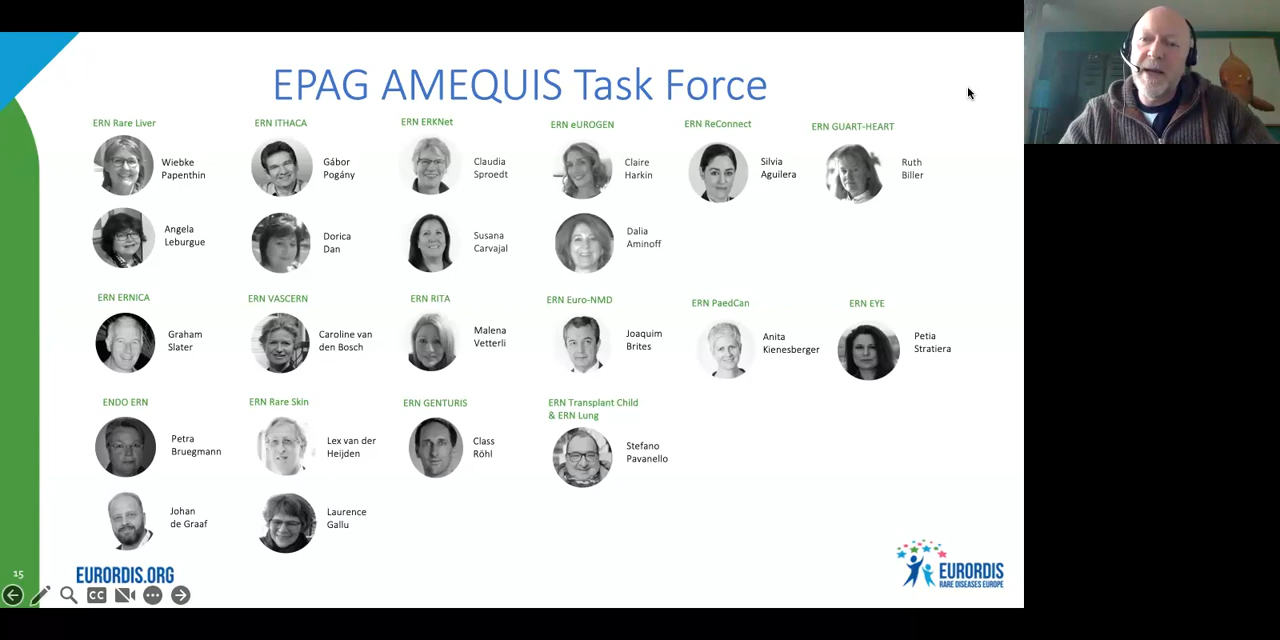 EPAG AMEQUIS Task Force
ERN Rare Liver
Wiebke
Papenthin
Angela
Leburgue
ERN ITHACA
Gábor
Pogány
Dorica
Dan
ERN ERKNet
Claudia
Sproedt
Susana
Carvajal
ERN eUROGEN
Claire
Harkin
Dalia
Aminoff
ERN ReConnect
Silvia
Aguilera
ERN GUART-HEART
Ruth
Biller
ERN ERNICA
Graham
Slater
ERN VASCERN
Caroline van
den Bosch
ERN RITA
Malena
Vetterli
ERN Euro-NMD
Joaquim
Brites
ERN PaedCan
Anita
Kienesberger
ERN EYE
Petia
Stratiera
ENDO ERN
Petra
Bruegmann
Johan
de Graaf
ERN Rare Skin
Lex van der
Heijden
Laurence
Gallu
ERN GENTURIS
Class
Röhl
ERN Transplant Child
& ERN Lung
Stefano
Pavanello
15
EURORDIS.ORG
CC
EURORDIS
RARE DISEASES EUROPE